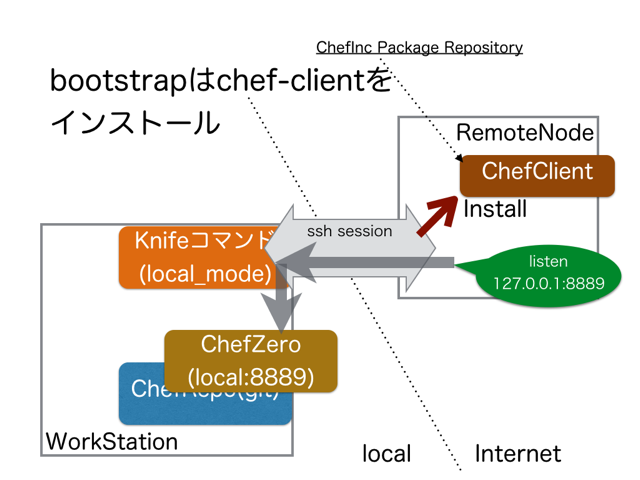 ChefInc Package Repository
bootstrapはchef-clientを
インストール
RemoteNode
ChefClient
Install
ssh session
Knifeコマンド
(local_mode)
listen
127.0.0.1:8889
ChefZero
(local:8889)
ChefRepo(git)
WorkStation
local
Internet